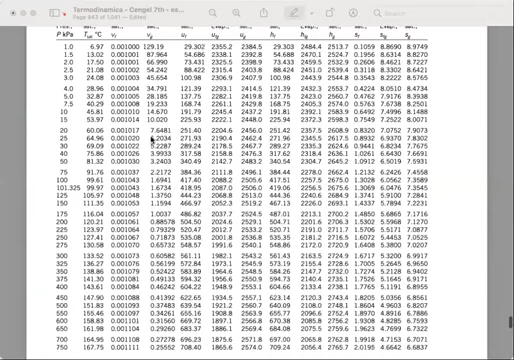 Termodinamica - Cengel 7th - es...
Page 943 of 1.041 — Edited
Search
P kPa Tsat °C vf vg uf ufg ug hf hfg hg sf sfg sg
1.0 6.97 0.001000 129.19 29.302 2355.2 2384.5 29.303 2484.4 2513.7 0.1059 8.8690 8.9749
1.5 13.02 0.001001 87.964 54.686 2338.1 2392.8 54.688 2470.1 2524.7 0.1956 8.6314 8.8270
2.0 17.50 0.001001 66.990 73.431 2325.5 2398.9 73.433 2459.5 2532.9 0.2606 8.4621 8.7227
2.5 21.08 0.001002 54.242 88.422 2315.4 2403.8 88.424 2451.0 2539.4 0.3118 8.3302 8.6421
3.0 24.08 0.001003 45.654 100.98 2306.9 2407.9 100.98 2443.9 2544.8 0.3543 8.2222 8.5765
4.0 28.96 0.001004 34.791 121.39 2293.1 2414.5 121.39 2432.3 2553.7 0.4224 8.0510 8.4734
5.0 32.87 0.001005 28.185 137.75 2282.1 2419.8 137.75 2423.0 2560.7 0.4762 7.9176 8.3938
7.5 40.29 0.001008 19.233 168.74 2261.1 2429.8 168.75 2405.3 2574.0 0.5763 7.6738 8.2501
10 45.81 0.001010 14.670 191.79 2245.4 2437.2 191.81 2392.1 2583.9 0.6492 7.4996 8.1488
15 53.97 0.001014 10.020 225.93 2222.1 2448.0 225.94 2372.3 2598.3 0.7549 7.2522 8.0071
20 60.06 0.001017 7.6481 251.40 2204.6 2456.0 251.42 2357.5 2608.9 0.8320 7.0752 7.9073
25 64.96 0.001020 6.2034 271.93 2190.4 2462.4 271.96 2345.5 2617.5 0.8932 6.9370 7.8302
30 69.09 0.001022 5.2287 289.24 2178.5 2467.7 289.27 2335.3 2624.6 0.9441 6.8234 7.7675
40 75.86 0.001026 3.9933 317.58 2158.8 2476.3 317.62 2318.4 2636.1 1.0261 6.6430 7.6691
50 81.32 0.001030 3.2403 340.49 2142.7 2483.2 340.54 2304.7 2645.2 1.0912 6.5019 7.5931
75 91.76 0.001037 2.2172 384.36 2111.8 2496.1 384.44 2278.0 2662.4 1.2132 6.2426 7.4558
100 99.61 0.001043 1.6941 417.40 2088.2 2505.6 417.51 2257.5 2675.0 1.3028 6.0562 7.3589
101.325 99.97 0.001043 1.6734 418.95 2087.0 2506.0 419.06 2256.5 2675.6 1.3069 6.0476 7.3545
125 105.97 0.001048 1.3750 444.23 2068.8 2513.0 444.36 2240.6 2684.9 1.3741 5.9100 7.2841
150 111.35 0.001053 1.1594 466.97 2052.3 2519.2 467.13 2226.0 2693.1 1.4337 5.7894 7.2231
175 116.04 0.001057 1.0037 486.82 2037.7 2524.5 487.01 2213.1 2700.2 1.4850 5.6865 7.1716
200 120.21 0.001061 0.88578 504.50 2024.6 2529.1 504.71 2201.6 2706.3 1.5302 5.5968 7.1270
225 123.97 0.001064 0.79329 520.47 2012.7 2533.2 520.71 2191.0 2711.7 1.5706 5.5171 7.0877
250 127.41 0.001067 0.71873 535.08 2001.8 2536.8 535.35 2181.2 2716.5 1.6072 5.4453 7.0525
275 130.58 0.001070 0.65732 548.57 1991.6 2540.1 548.86 2172.0 2720.9 1.6408 5.3800 7.0207
300 133.52 0.001073 0.60582 561.11 1982.1 2543.2 561.43 2163.5 2724.9 1.6717 5.3200 6.9917
325 136.27 0.001076 0.56199 572.84 1973.1 2545.9 573.19 2155.4 2728.6 1.7005 5.2645 6.9650
350 138.86 0.001079 0.52422 583.89 1964.6 2548.5 584.26 2147.7 2732.0 1.7274 5.2128 6.9402
375 141.30 0.001081 0.49133 594.32 1956.6 2550.9 594.73 2140.4 2735.1 1.7526 5.1645 6.9171
400 143.61 0.001084 0.46242 604.22 1948.9 2553.1 604.66 2133.4 2738.1 1.7765 5.1191 6.8955
450 147.90 0.001088 0.41392 622.65 1934.5 2557.1 623.14 2120.3 2743.4 1.8205 5.0356 6.8561
500 151.83 0.001093 0.37483 639.54 1921.2 2560.7 640.09 2108.0 2748.1 1.8604 4.9603 6.8207
550 155.46 0.001097 0.34261 655.16 1908.8 2563.9 655.77 2096.6 2752.4 1.8970 4.8916 6.7886
600 158.83 0.001101 0.31560 669.72 1897.1 2566.8 670.38 2085.8 2756.2 1.9308 4.8285 6.7593
650 161.98 0.001104 0.29260 683.37 1886.1 2569.4 684.08 2075.5 2759.6 1.9623 4.7699 6.7322
700 164.95 0.001108 0.27278 696.23 1875.6 2571.8 697.00 2065.8 2762.8 1.9918 4.7153 6.7071
750 167.75 0.001111 0.25552 708.40 1865.6 2574.0 709.24 2056.4 2765.7 2.0195 4.6642 6.6837